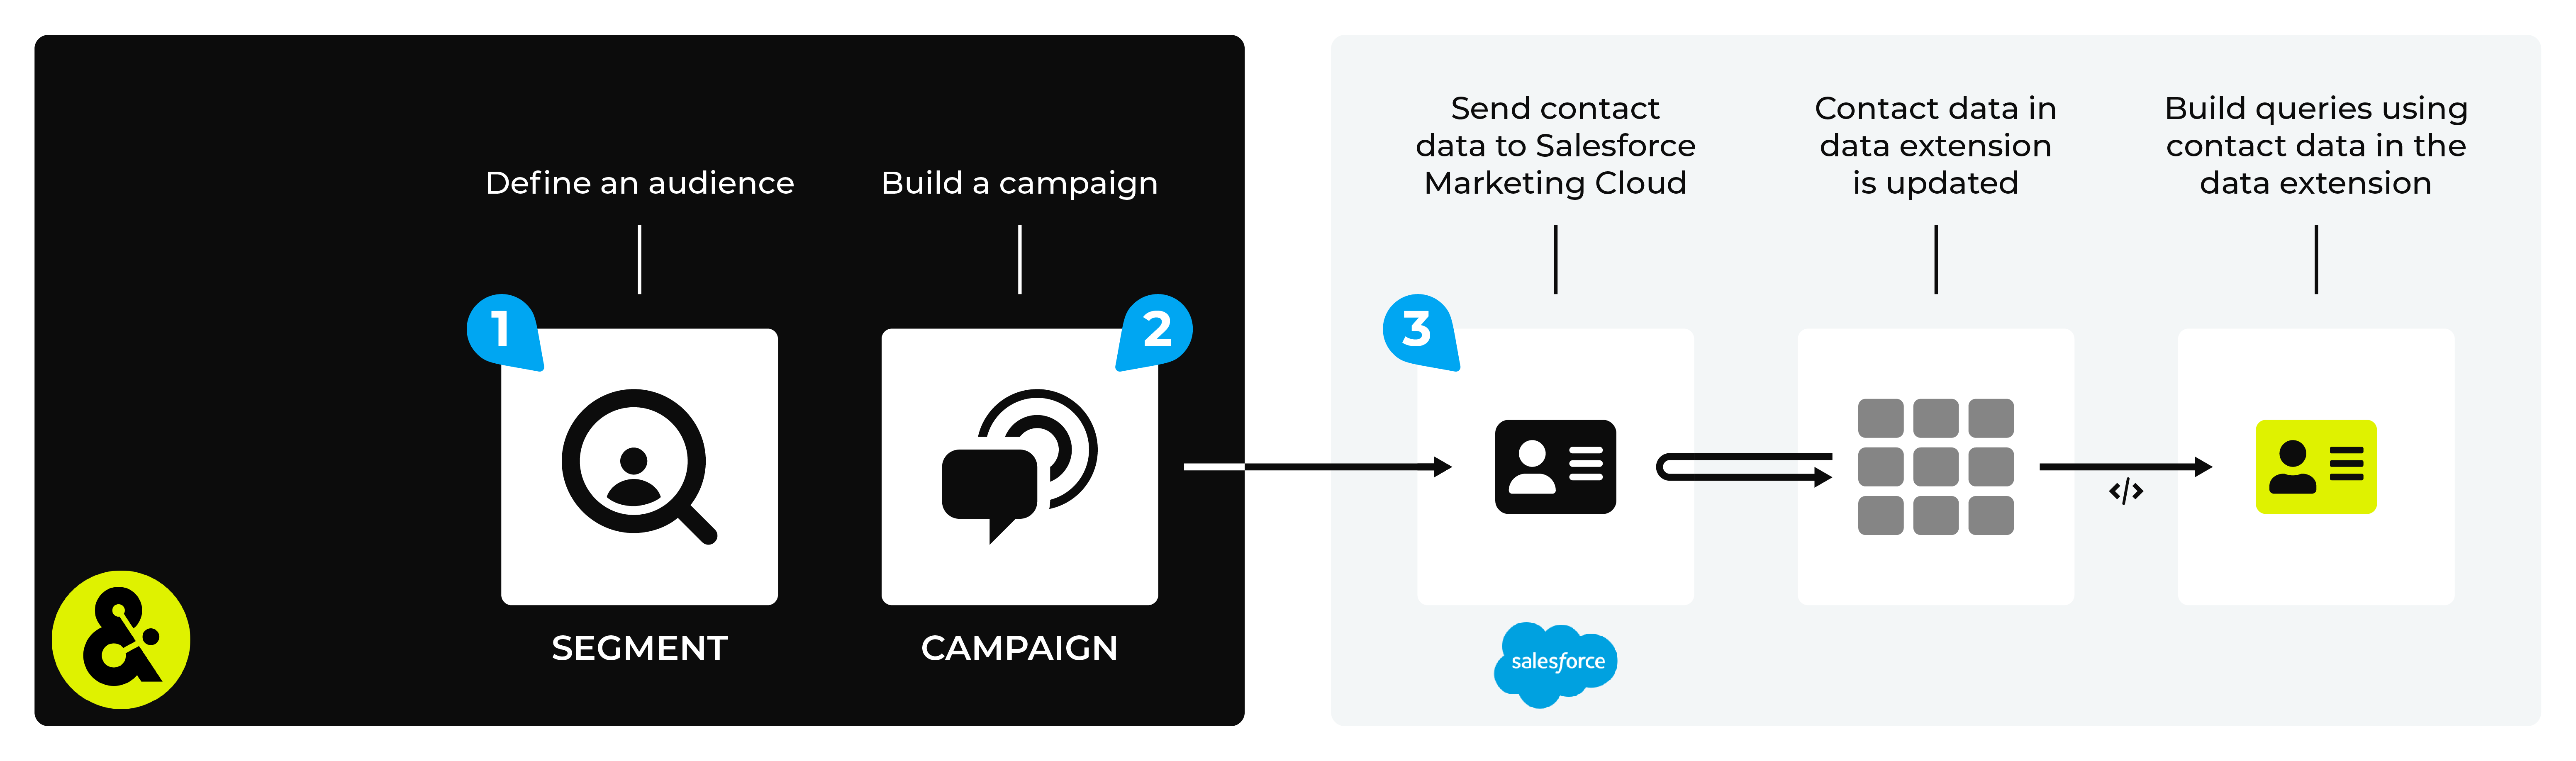 Define an audience
Build a campaign
1
2
SEGMENT
CAMPAIGN
&
Send contact
data to Salesforce
Marketing Cloud
Contact data in
data extension
is updated
Build queries using
contact data in the
data extension
3
</>
salesforce